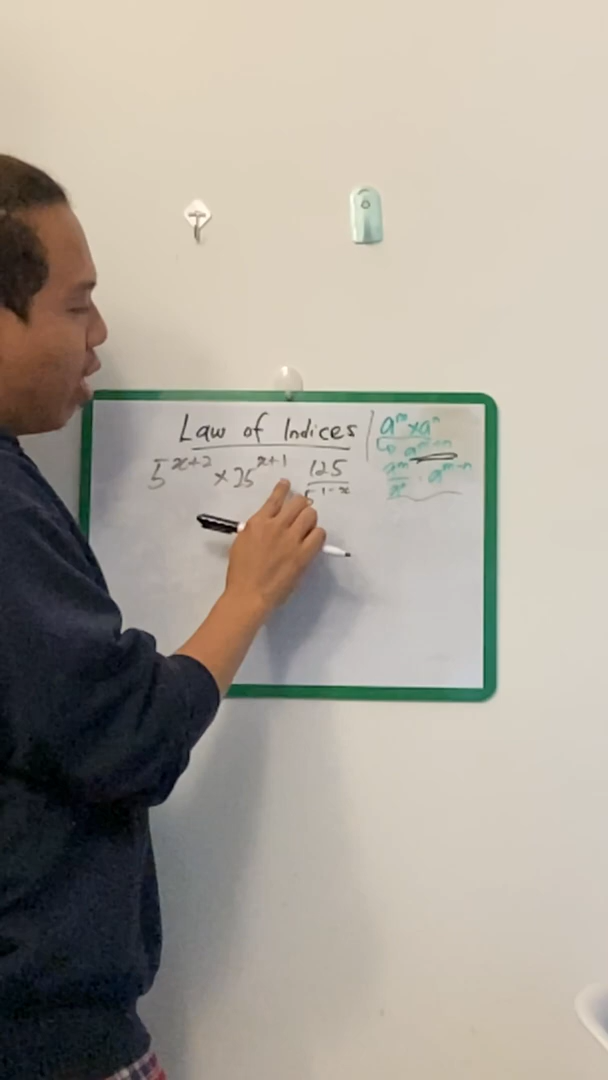 Law of Indices
5^{x+2} × 25^{x+1} 125/5^{1-x}
a^m × a^n
↳ a^{m+n}
a^m/a^n = a^{m-n}